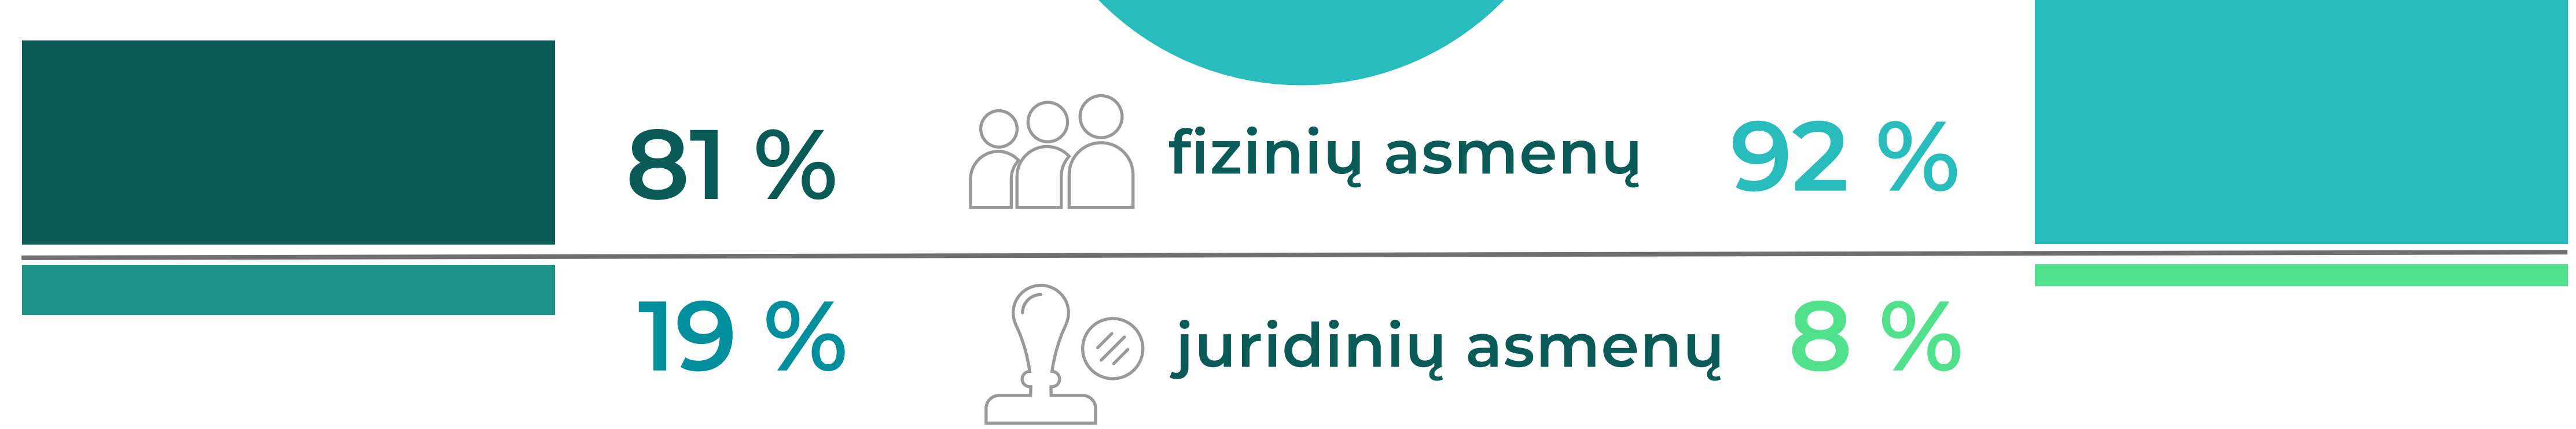 81 % fizinių asmenų 92 %
19 % juridinių asmenų 8 %